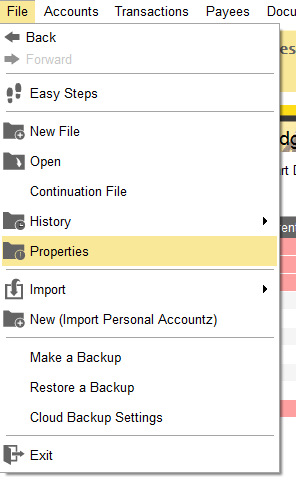 File Accounts Transactions Payees Docu
Back
Forward
Easy Steps
New File
Open
Continuation File
History
Properties
Import
New (Import Personal Accountz)
Make a Backup
Restore a Backup
Cloud Backup Settings
Exit